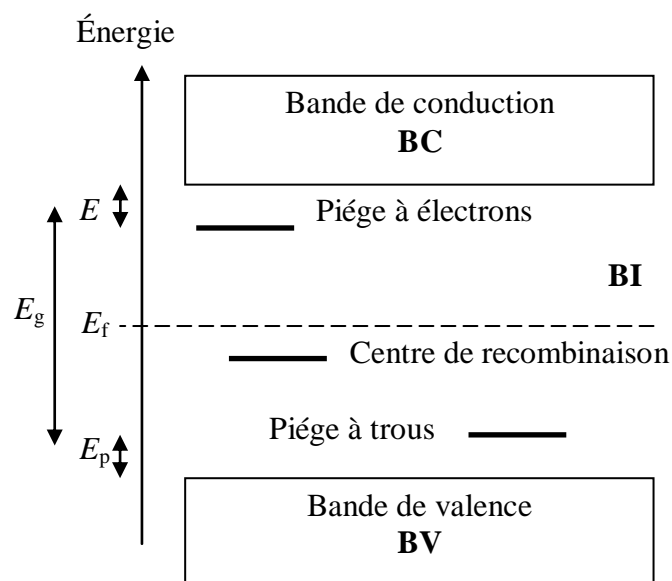 Énergie
Bande de conduction
BC
E
Piége à électrons
BI
Eg
Ef
Centre de recombinaison
Piége à trous
Ep
Bande de valence
BV